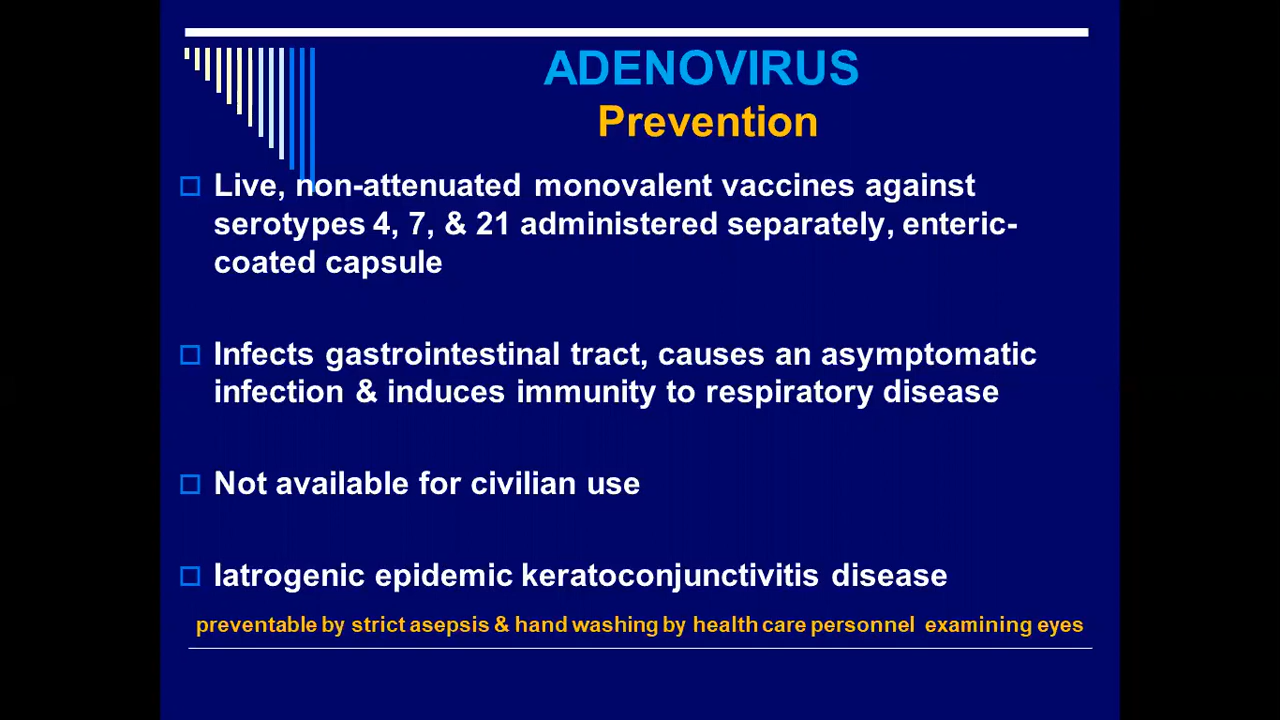 ADENOVIRUS
Prevention
Live, non-attenuated monovalent vaccines against
serotypes 4, 7, & 21 administered separately, enteric-
coated capsule
Infects gastrointestinal tract, causes an asymptomatic
infection & induces immunity to respiratory disease
Not available for civilian use
Iatrogenic epidemic keratoconjunctivitis disease
preventable by strict asepsis & hand washing by health care personnel examining eyes